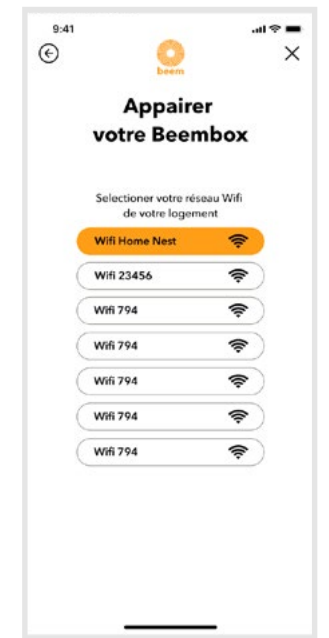 9:41
beem
Appairer
votre Beembox
Selectioner votre réseau Wifi
de votre logement
Wifi Home Nest
Wifi 23456
Wifi 794
Wifi 794
Wifi 794
Wifi 794
Wifi 794